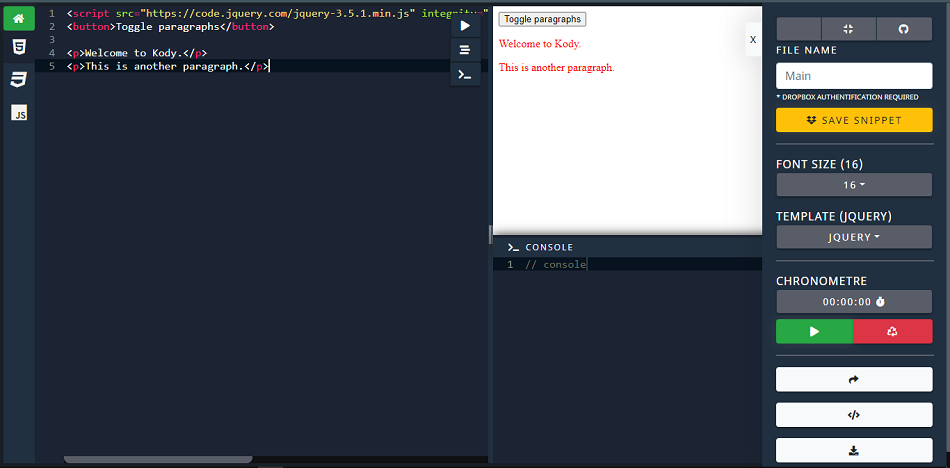 1 <script src="https://code.jquery.com/jquery-3.5.1.min.js" integrity="
2 <button>Toggle paragraphs</button>
3
4 <p>Welcome to Kody.</p>
5 <p>This is another paragraph.</p>
JS
Toggle paragraphs
Welcome to Kody.
This is another paragraph.
X
CONSOLE
1 // console
FILE NAME
Main
* DROPBOX AUTHENTIFICATION REQUIRED
SAVE SNIPPET
FONT SIZE (16)
16
TEMPLATE (JQUERY)
JQUERY
CHRONOMETRE
00:00:00